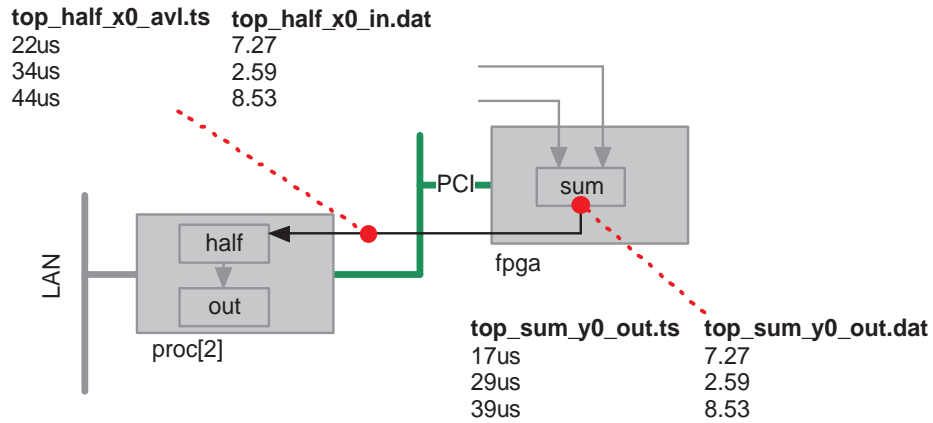 top_half_x0_avl.ts top_half_x0_in.dat
22us 7.27
34us 2.59
44us 8.53
PCI
sum
half
fpga
LAN
out
proc[2]
top_sum_y0_out.ts top_sum_y0_out.dat
17us 7.27
29us 2.59
39us 8.53